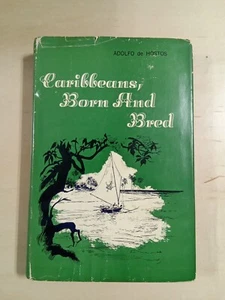 ADOLFO de HOSTOS
Caribbeans,
Born And
Bred